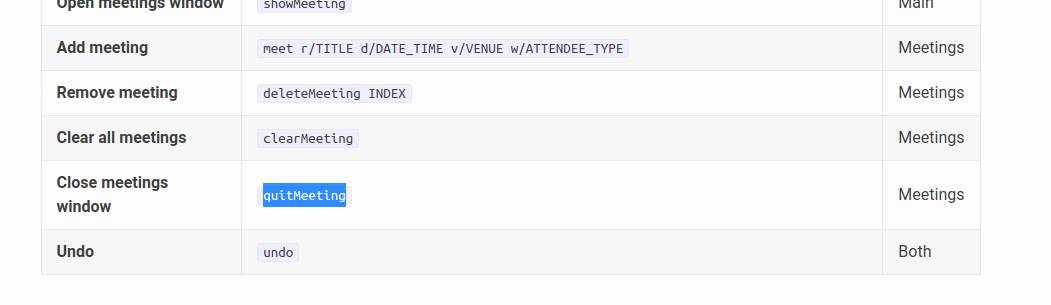 Open meetings window showMeeting Main
Add meeting meet r/TITLE d/DATE_TIME v/VENUE w/ATTENDEE_TYPE Meetings
Remove meeting deleteMeeting INDEX Meetings
Clear all meetings clearMeeting Meetings
Close meetings
window
quitMeeting Meetings
Undo undo Both